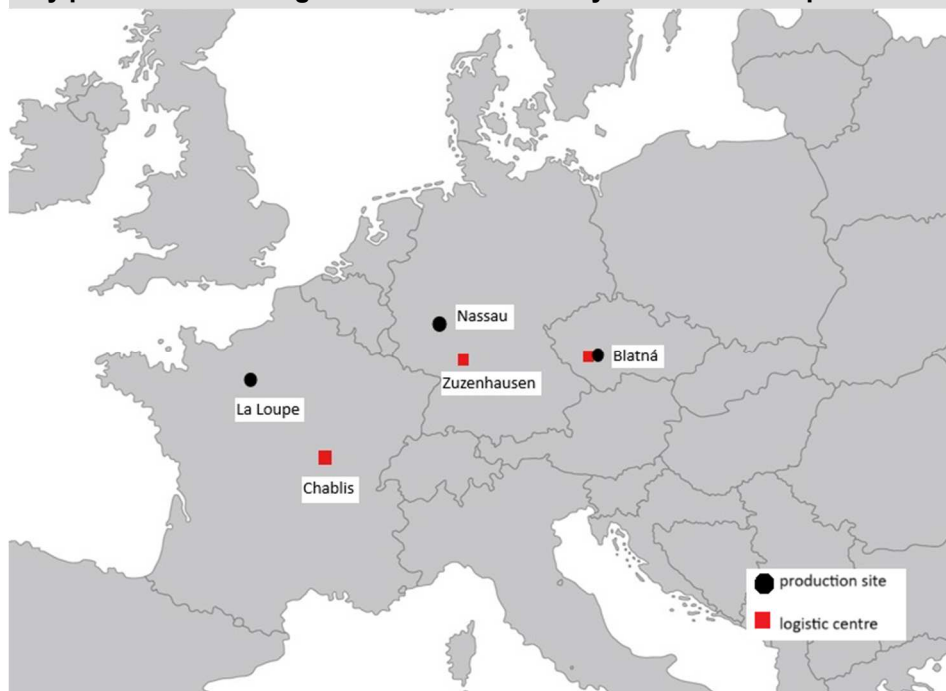 Nassau
Blatná
Zuzenhausen
La Loupe
Chablis
production site
logistic centre